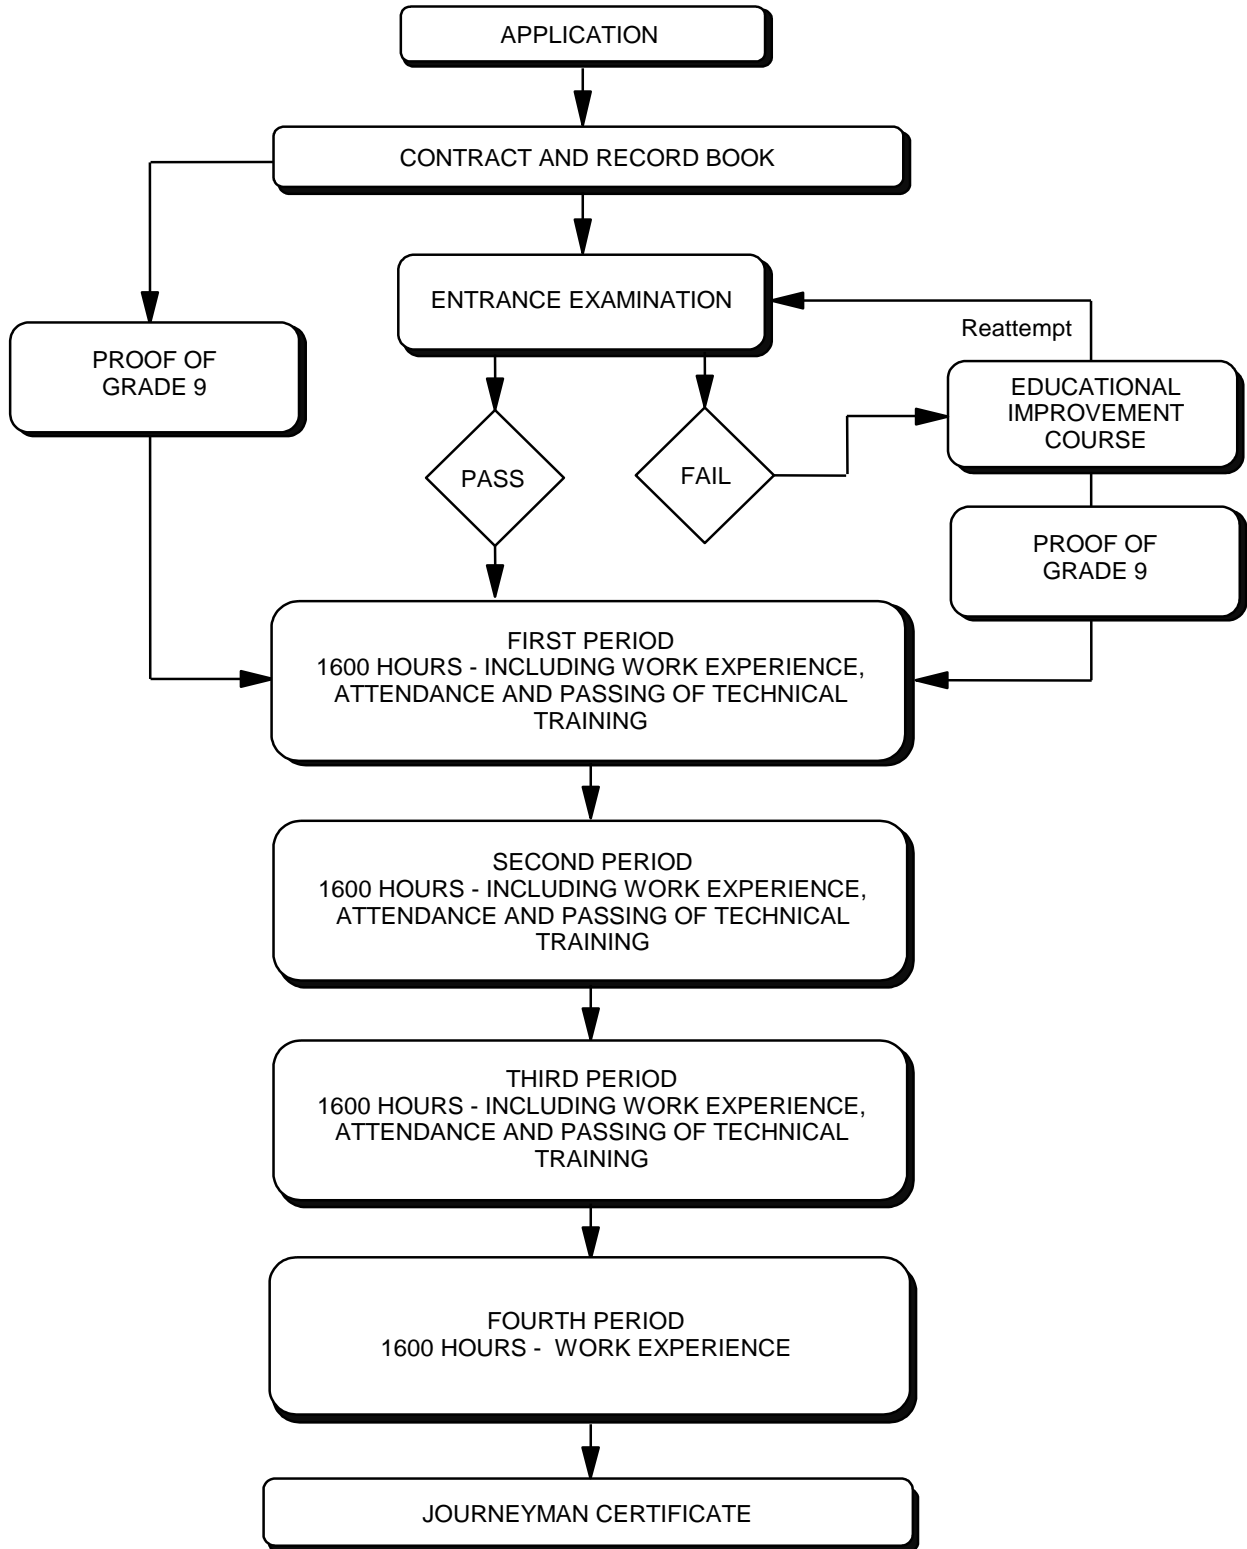 APPLICATION
CONTRACT AND RECORD BOOK
ENTRANCE EXAMINATION
Reattempt
PROOF OF
GRADE 9
EDUCATIONAL
IMPROVEMENT
COURSE
PASS
FAIL
PROOF OF
GRADE 9
FIRST PERIOD
1600 HOURS - INCLUDING WORK EXPERIENCE,
ATTENDANCE AND PASSING OF TECHNICAL
TRAINING
SECOND PERIOD
1600 HOURS - INCLUDING WORK EXPERIENCE,
ATTENDANCE AND PASSING OF TECHNICAL
TRAINING
THIRD PERIOD
1600 HOURS - INCLUDING WORK EXPERIENCE,
ATTENDANCE AND PASSING OF TECHNICAL
TRAINING
FOURTH PERIOD
1600 HOURS -  WORK EXPERIENCE
JOURNEYMAN CERTIFICATE